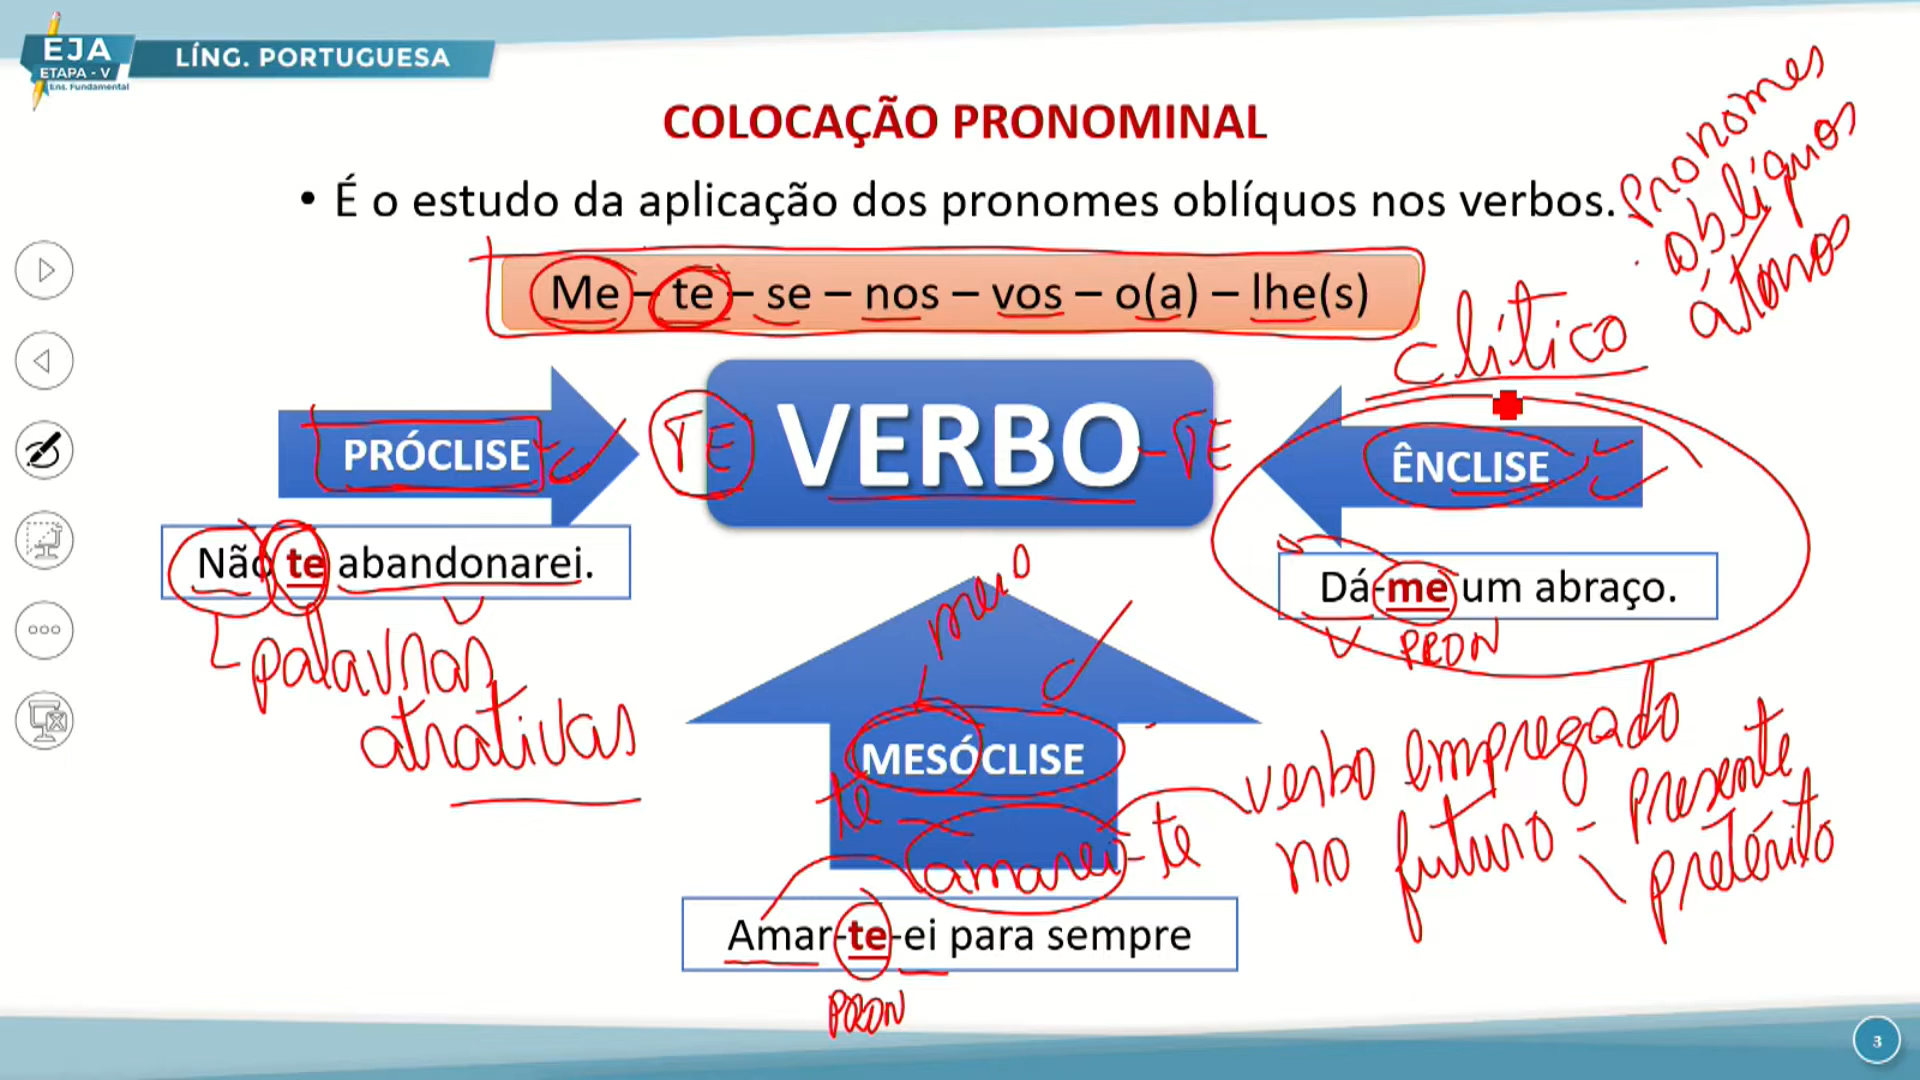 EJA
ETAPA - V
Ens. Fundamental
LÍNG. PORTUGUESA
COLOCAÇÃO PRONOMINAL
• É o estudo da aplicação dos pronomes oblíquos nos verbos.
Pronomes
oblíquos
átonos
Me – te – se – nos – vos – o(a) – lhe(s)
clítico
PRÓCLISE
TE
VERBO
-TE
ÊNCLISE
Não te abandonarei.
Dá-me um abraço.
V
V
PRON
palavras
atrativas
meio
MESÓCLISE
te
amarei-te
verbo empregado
no futuro
presente
pretérito
Amar-te-ei para sempre
PRON
3